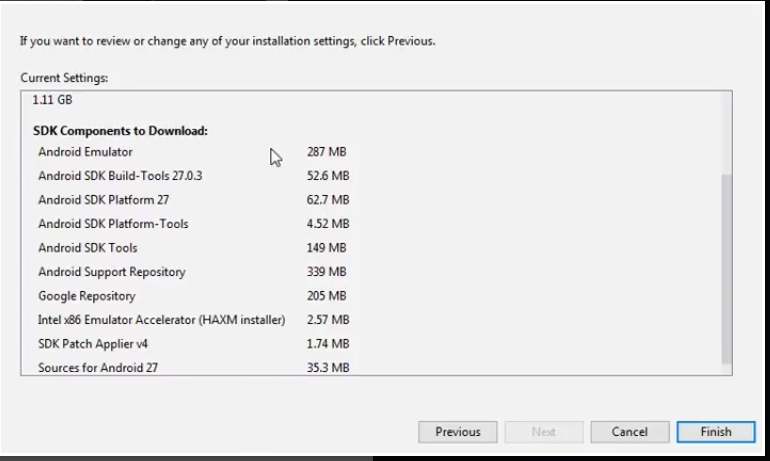 If you want to review or change any of your installation settings, click Previous.
Current Settings:
1.11 GB
SDK Components to Download:
Android Emulator 287 MB
Android SDK Build-Tools 27.0.3 52.6 MB
Android SDK Platform 27 62.7 MB
Android SDK Platform-Tools 4.52 MB
Android SDK Tools 149 MB
Android Support Repository 339 MB
Google Repository 205 MB
Intel x86 Emulator Accelerator (HAXM installer) 2.57 MB
SDK Patch Applier v4 1.74 MB
Sources for Android 27 35.3 MB
Previous Next Cancel Finish